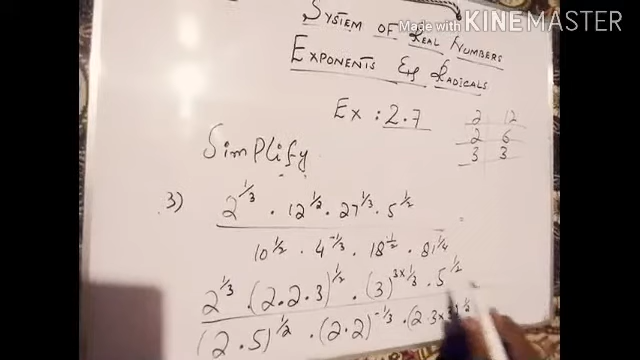 SYSTEM OF REAL NUMBERS
Made with KINEMASTER
EXPONENTS & RADICALS
Ex : 2.7
2 12
2 6
3 3
Simplify
3) 2^{1/3} · 12^{1/2} · 27^{1/3} · 5^{1/2}
10^{1/2} · 4^{-1/3} · 18^{1/2} · 81^{1/4}
2^{1/3} · (2·2·3)^{1/2} · (3)^{3×1/3} · 5^{1/2}
(2·5)^{1/2} · (2·2)^{-1/3} · (2·3×3)^{1/2}